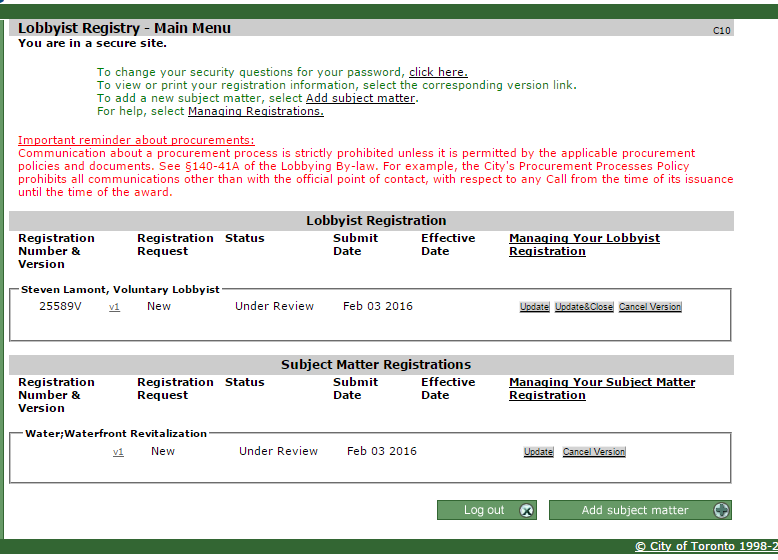 Lobbyist Registry - Main Menu
C10
You are in a secure site.
To change your security questions for your password, click here.
To view or print your registration information, select the corresponding version link.
To add a new subject matter, select Add subject matter.
For help, select Managing Registrations.
Important reminder about procurements:
Communication about a procurement process is strictly prohibited unless it is permitted by the applicable procurement
policies and documents. See §140-41A of the Lobbying By-law. For example, the City's Procurement Processes Policy
prohibits all communications other than with the official point of contact, with respect to any Call from the time of its issuance
until the time of the award.
Lobbyist Registration
Registration Registration Status Submit Effective Managing Your Lobbyist
Number & Request Date Date Registration
Version
Steven Lamont, Voluntary Lobbyist
25589V v1 New Under Review Feb 03 2016 Update Update&Close Cancel Version
Subject Matter Registrations
Registration Registration Status Submit Effective Managing Your Subject Matter
Number & Request Date Date Registration
Version
Water;Waterfront Revitalization
v1 New Under Review Feb 03 2016 Update Cancel Version
Log out Add subject matter
© City of Toronto 1998-2